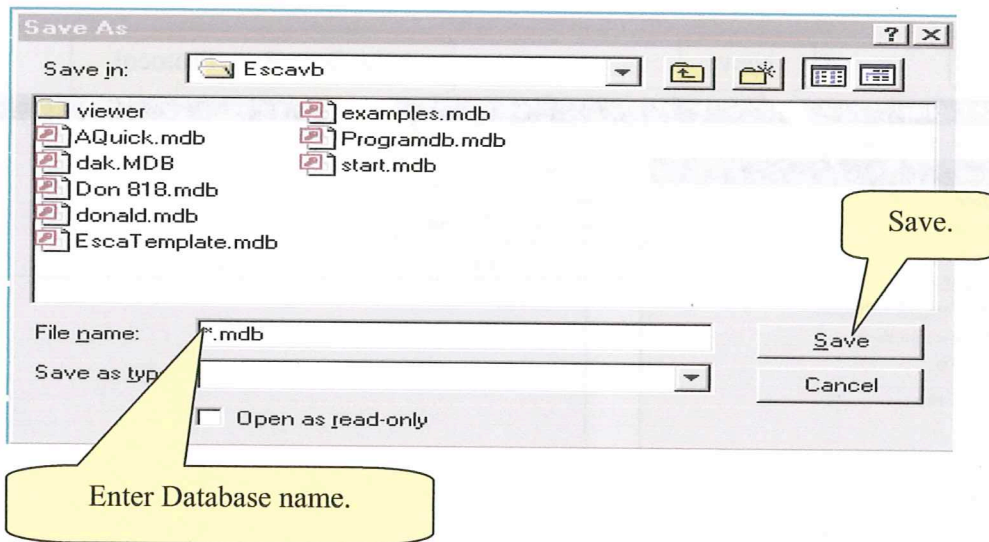 Save As
Save in:
Escavb
viewer
AQuick.mdb
dak.MDB
Don 818.mdb
donald.mdb
EscaTemplate.mdb
examples.mdb
Programdb.mdb
start.mdb
Save.
File name:
*.mdb
Save
Save as typ
Cancel
Open as read-only
Enter Database name.